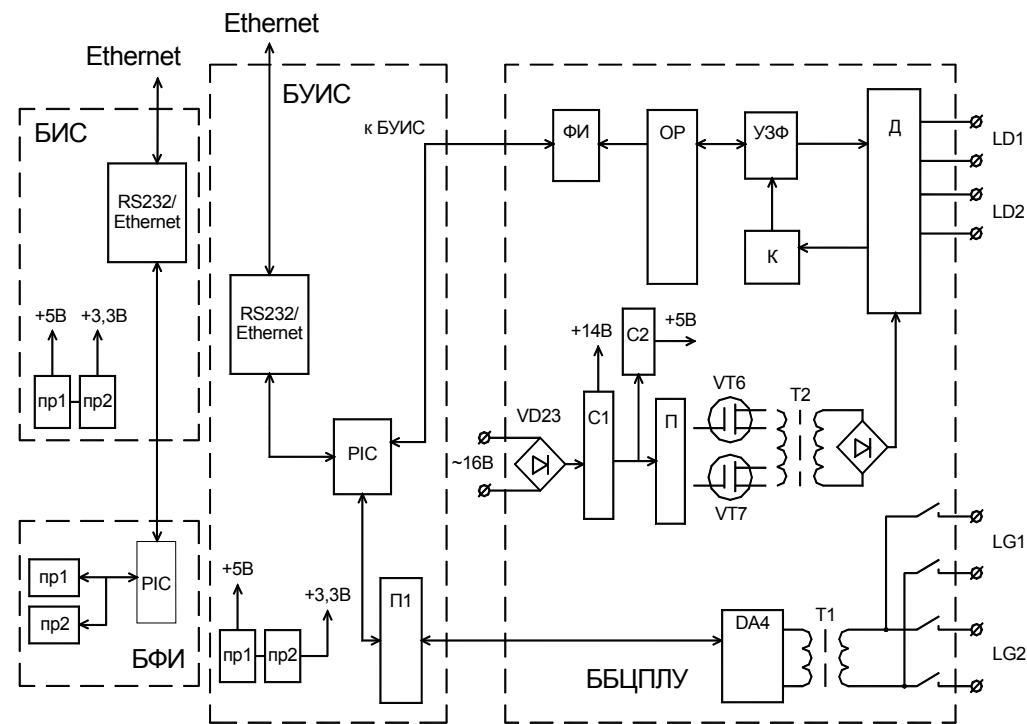 Ethernet
Ethernet
БИС
RS232/
Ethernet
+5В
+3,3В
пр1
пр2
пр1
пр2
PIC
БФИ
БУИС
RS232/
Ethernet
PIC
+5В
+3,3В
пр1
пр2
П1
к БУИС
ФИ
ОР
УЗФ
Д
К
LD1
LD2
+14В
С2
+5В
VD23
~16В
С1
П
VT6
VT7
T2
LG1
LG2
DA4
T1
ББЦПЛУ